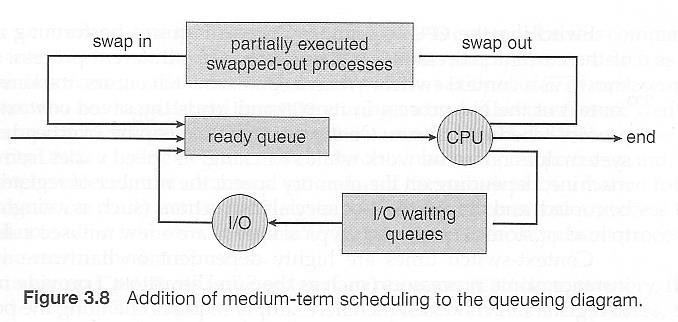 swap in
partially executed
swapped-out processes
swap out
ready queue
CPU
end
I/O
I/O waiting
queues
Figure 3.8 Addition of medium-term scheduling to the queueing diagram.